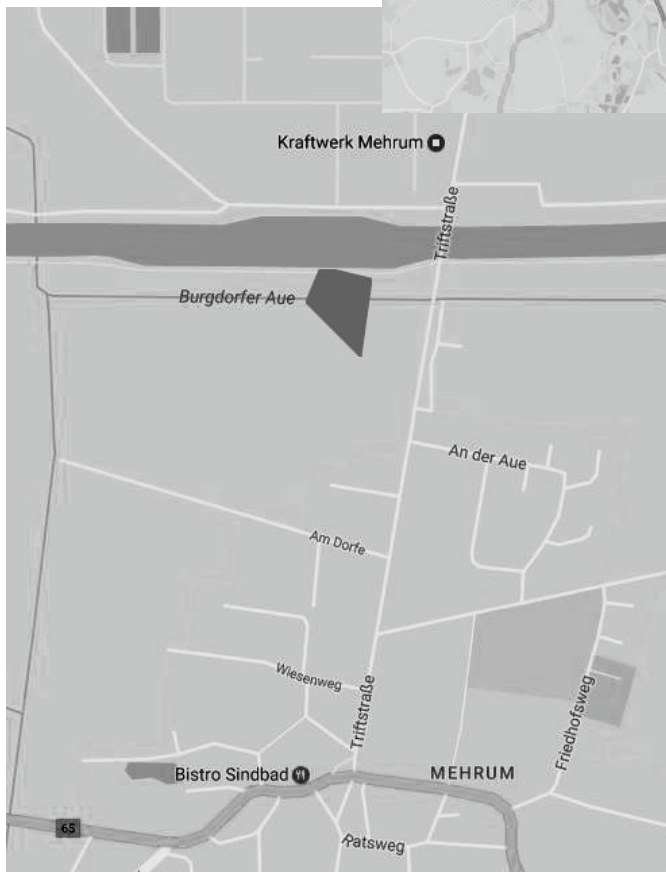 Kraftwerk Mehrum
Triftstraße
Burgdorfer Aue
An der Aue
Am Dorfe
Wiesenweg
Triftstraße
Friedhofsweg
Bistro Sindbad
MEHRUM
65
Ratsweg